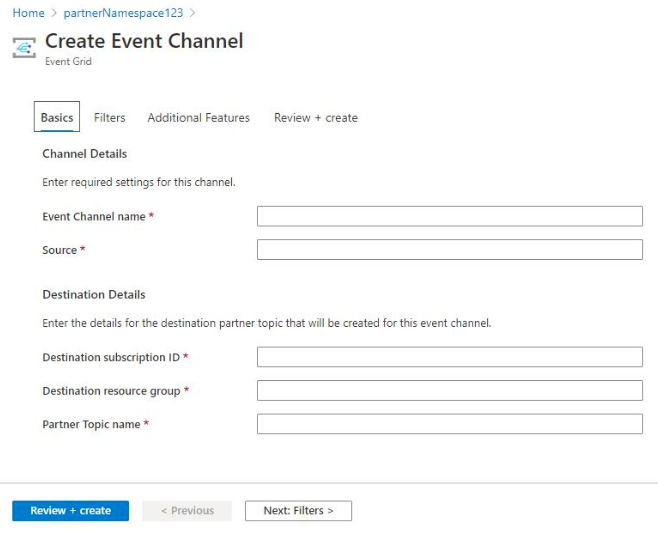 Home > partnerNamespace123 >
Create Event Channel
Event Grid
Basics Filters Additional Features Review + create
Channel Details
Enter required settings for this channel.
Event Channel name *
Source *
Destination Details
Enter the details for the destination partner topic that will be created for this event channel.
Destination subscription ID *
Destination resource group *
Partner Topic name *
Review + create < Previous Next: Filters >